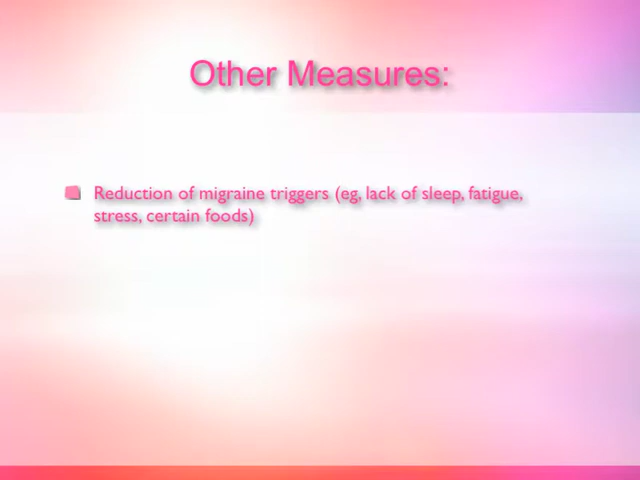 Other Measures:
Reduction of migraine triggers (eg, lack of sleep, fatigue,
stress, certain foods)